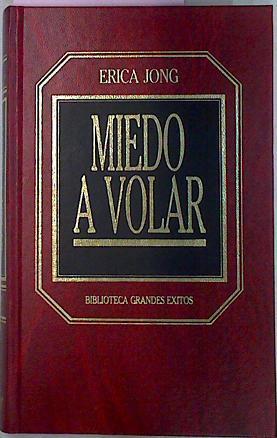 ERICA JONG
MIEDO
A VOLAR
BIBLIOTECA GRANDES EXITOS